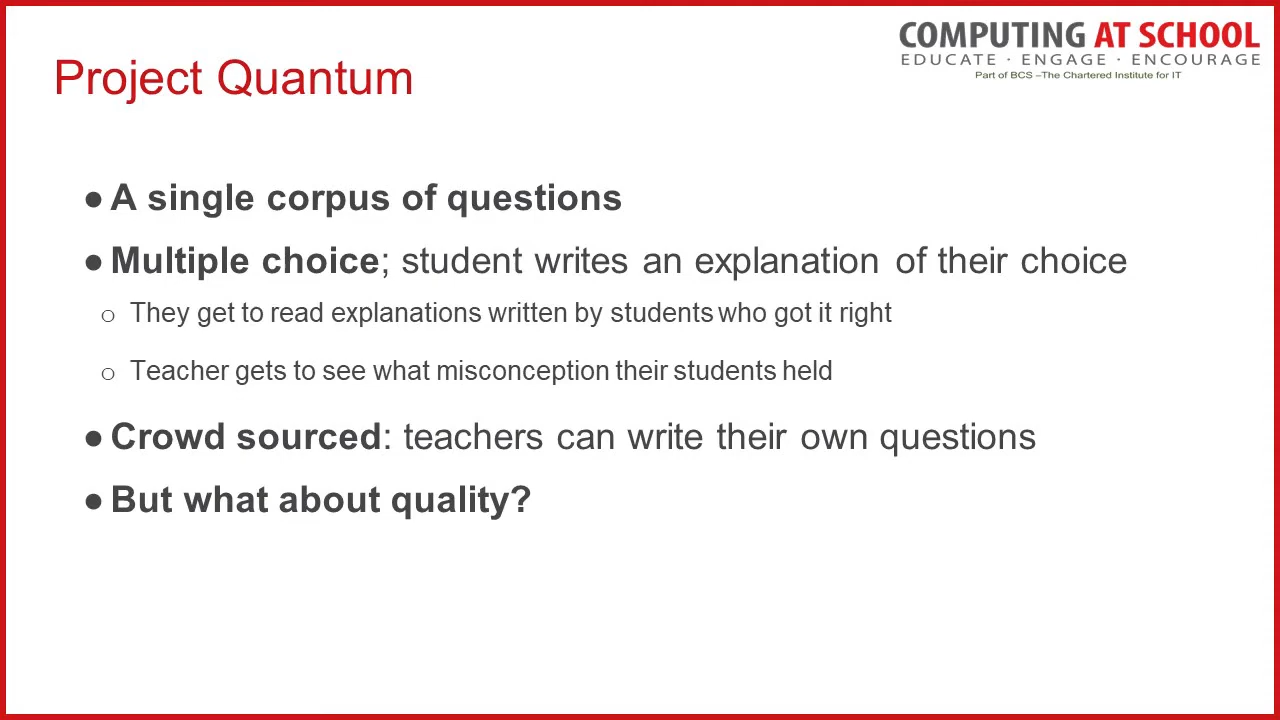 COMPUTING AT SCHOOL
EDUCATE · ENGAGE · ENCOURAGE
Part of BCS –The Chartered Institute for IT
Project Quantum
● A single corpus of questions
● Multiple choice; student writes an explanation of their choice
o They get to read explanations written by students who got it right
o Teacher gets to see what misconception their students held
● Crowd sourced: teachers can write their own questions
● But what about quality?